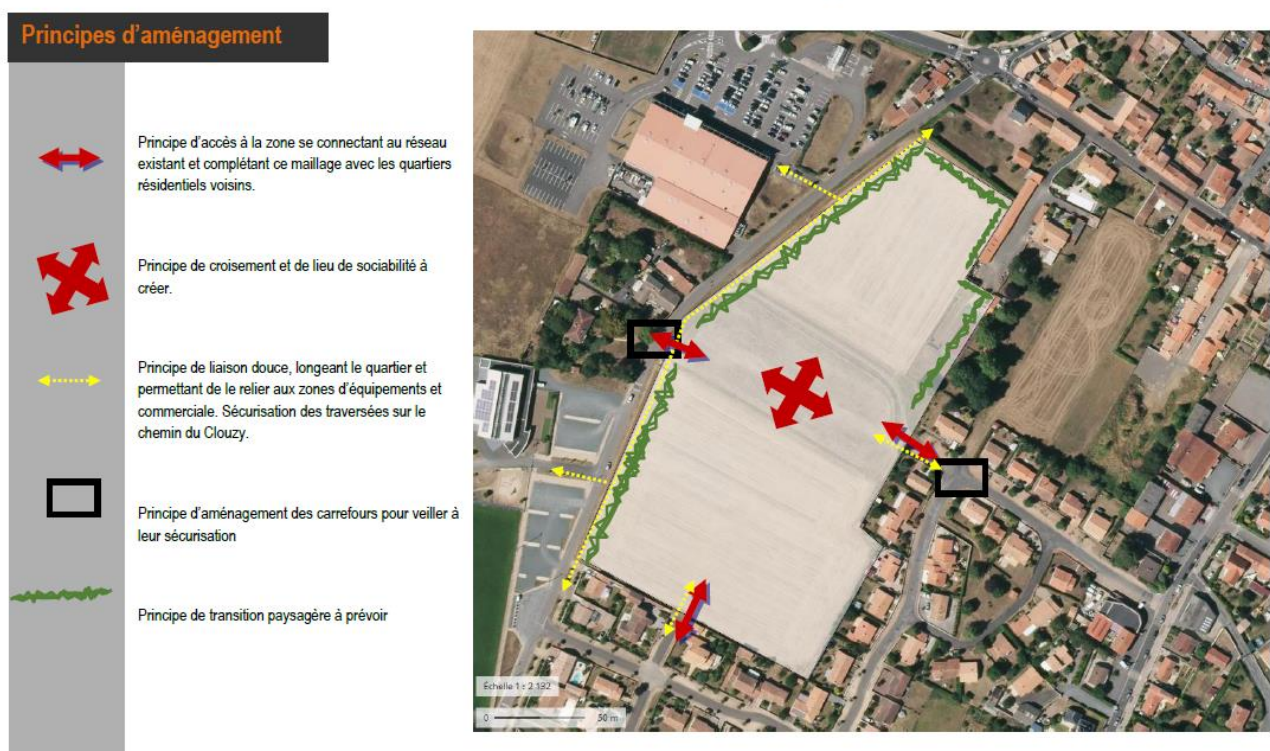 Principes d'aménagement
Principe d'accès à la zone se connectant au réseau
existant et complétant ce maillage avec les quartiers
résidentiels voisins.
Principe de croisement et de lieu de sociabilité à
créer.
Principe de liaison douce, longeant le quartier et
permettant de le relier aux zones d'équipements et
commerciale. Sécurisation des traversées sur le
chemin du Clouzy.
Principe d'aménagement des carrefours pour veiller à
leur sécurisation
Principe de transition paysagère à prévoir
Échelle 1 : 2 132
0 50 m